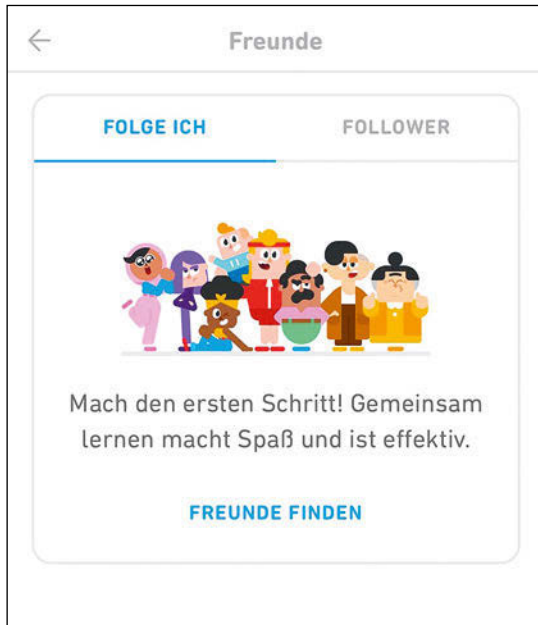 Freunde
FOLGE ICH
FOLLOWER
Mach den ersten Schritt! Gemeinsam
lernen macht Spaß und ist effektiv.
FREUNDE FINDEN